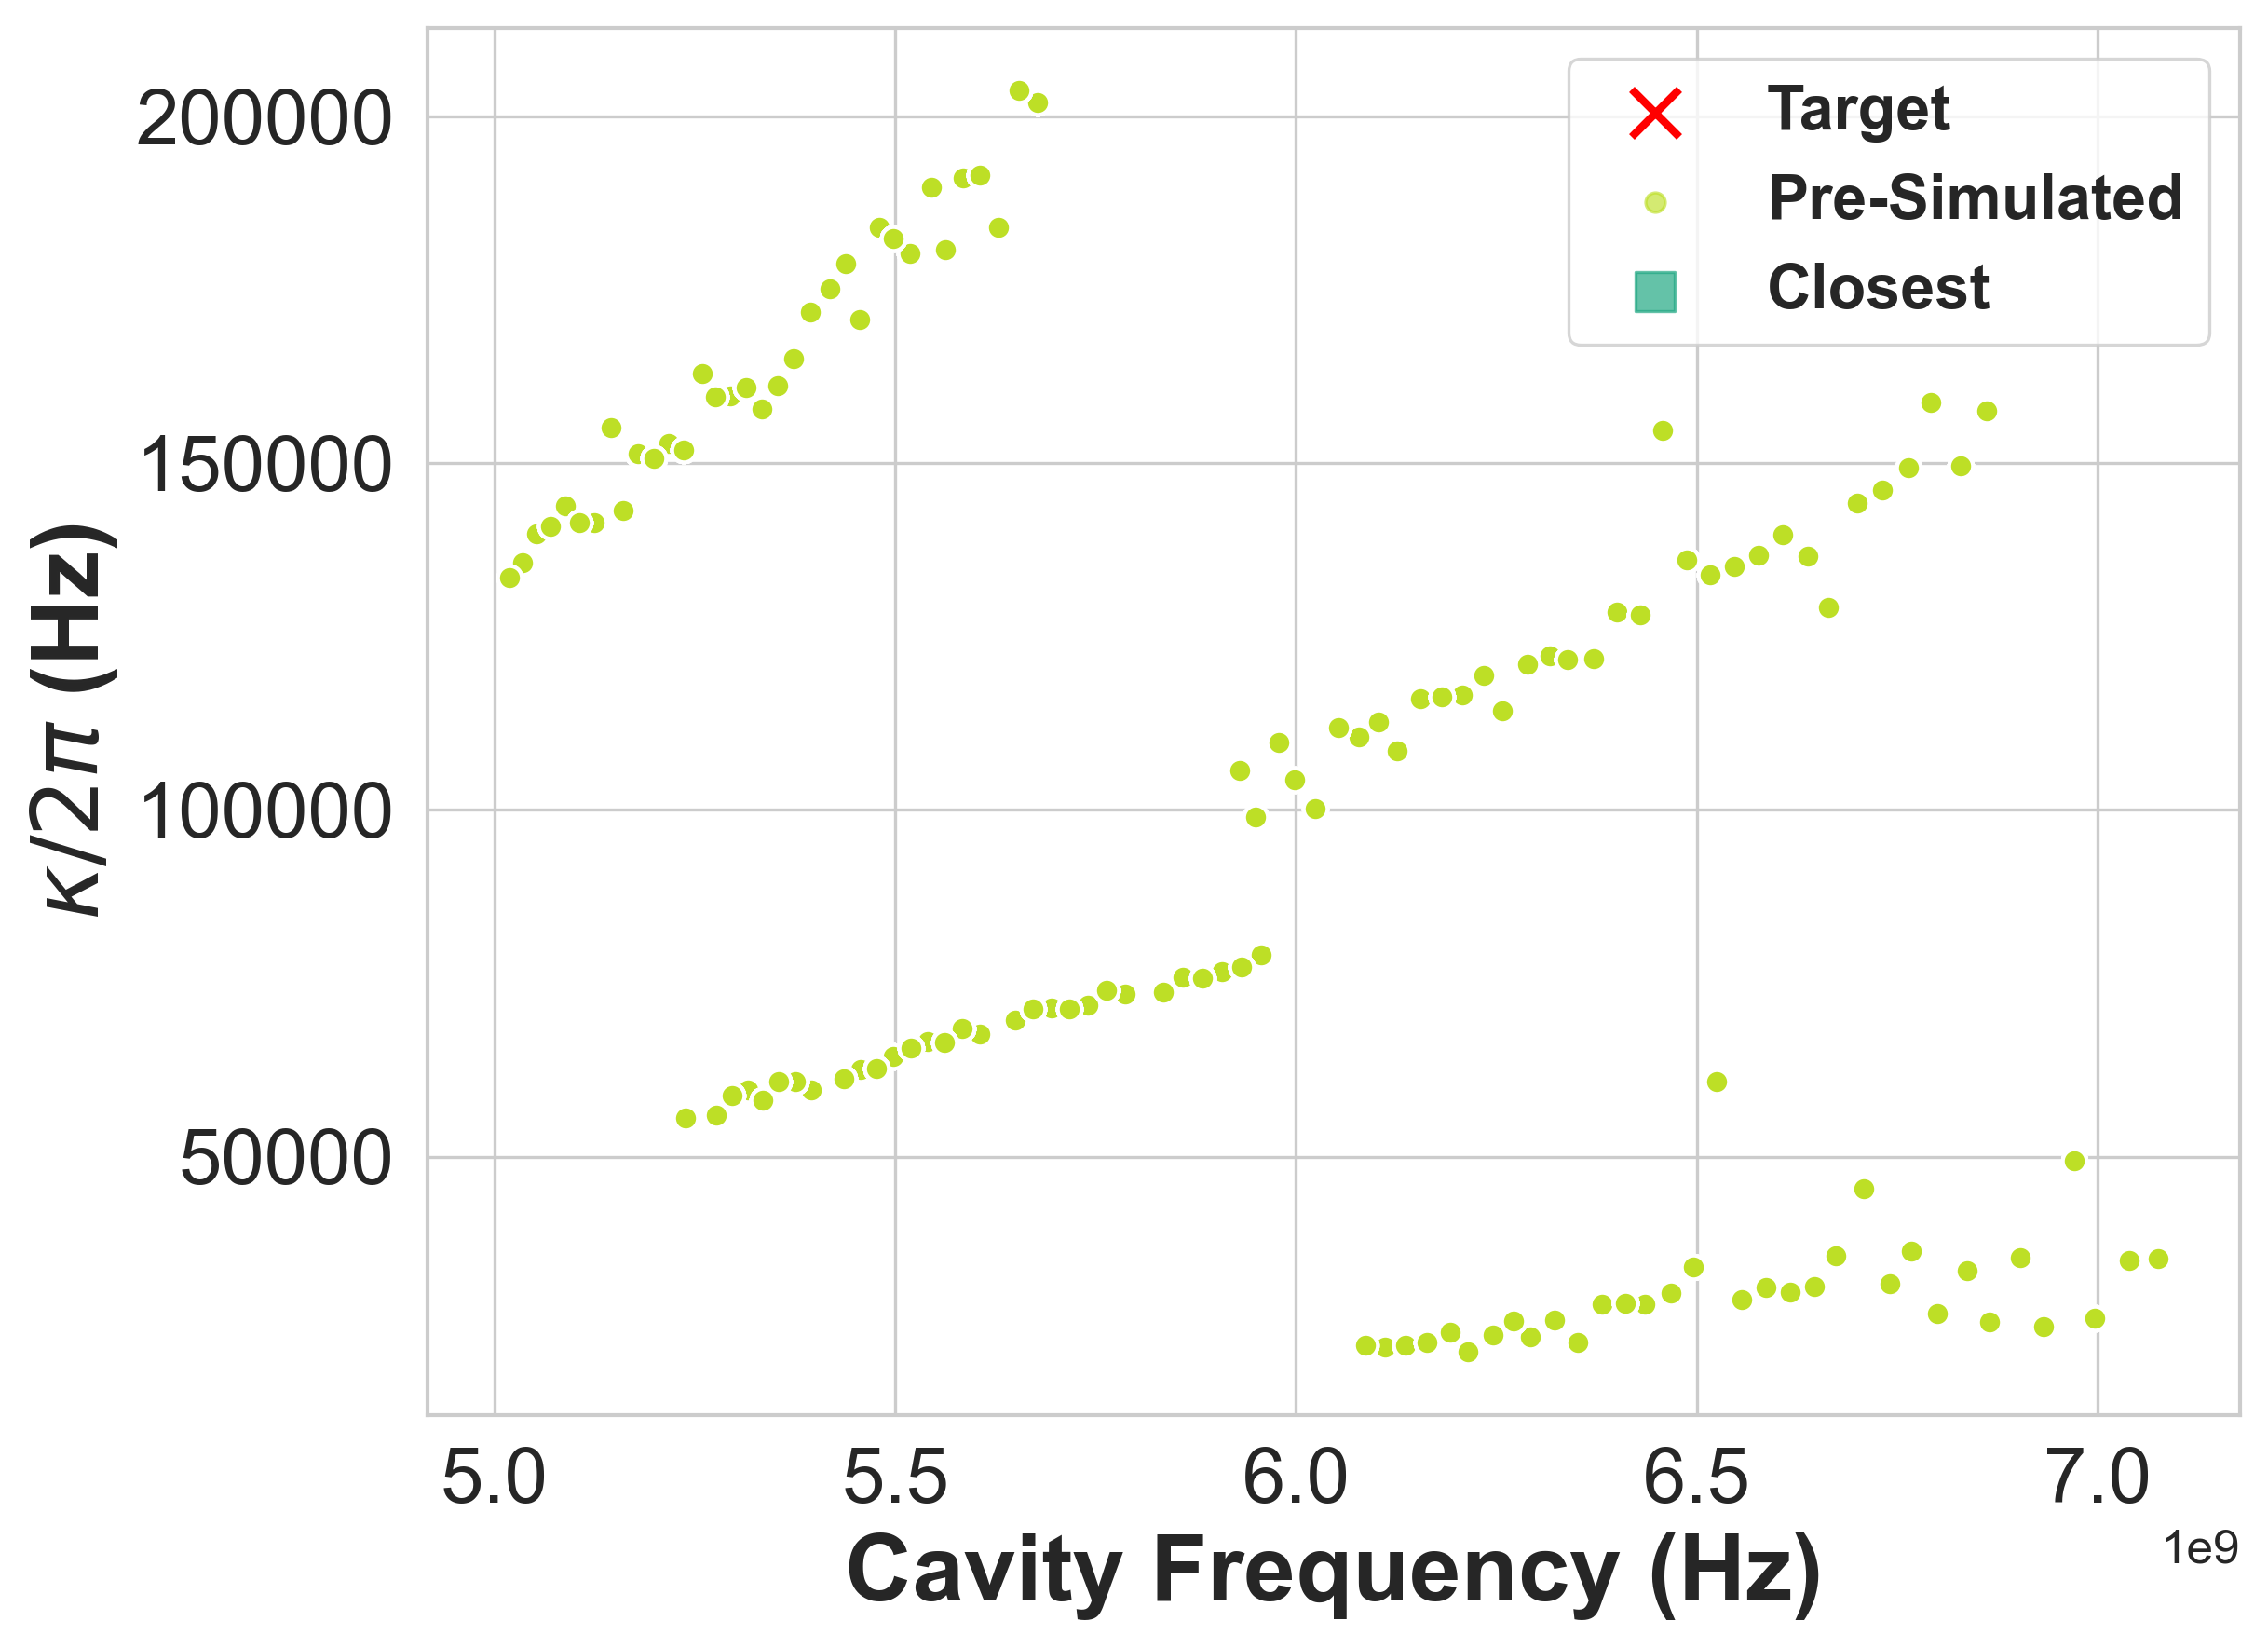 200000
150000
100000
50000
κ/2π (Hz)
Target
Pre-Simulated
Closest
5.0 5.5 6.0 6.5 7.0
1e9
Cavity Frequency (Hz)